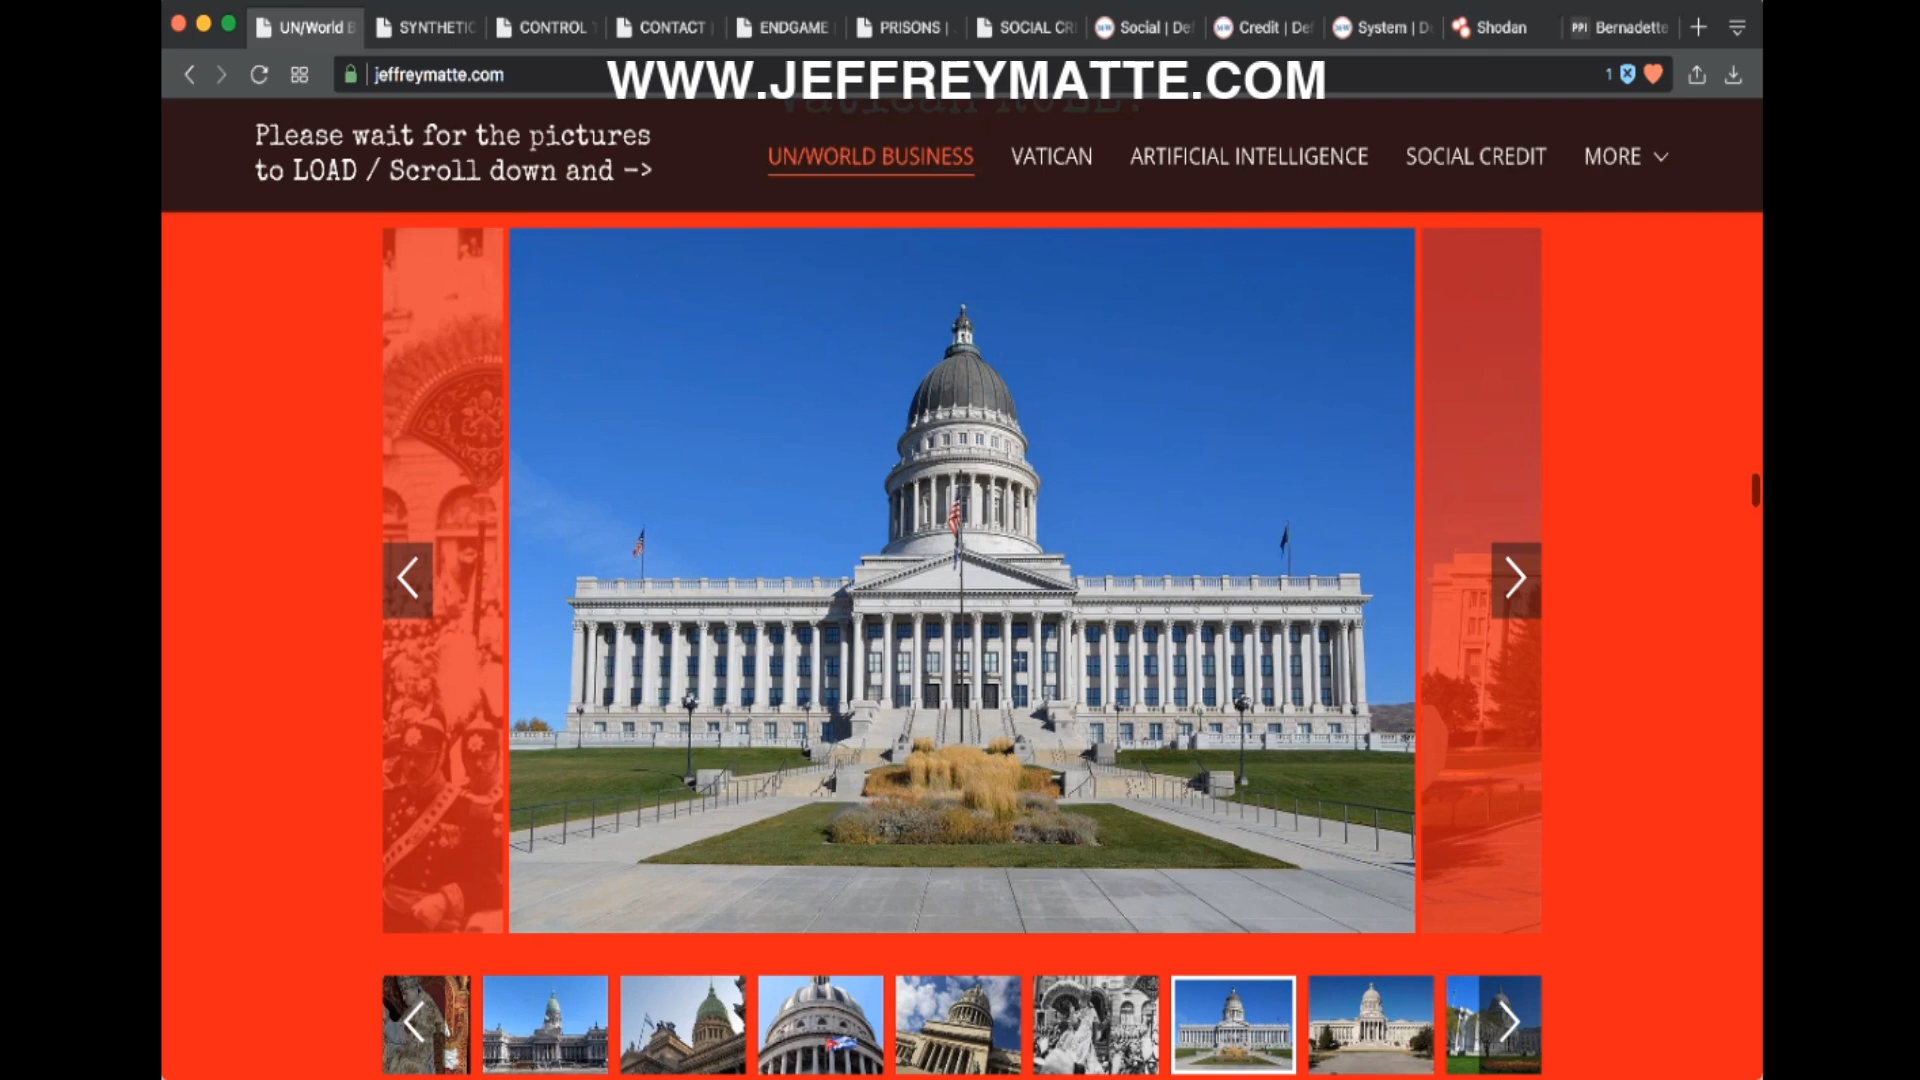 UN/World B
SYNTHETIC
CONTROL T
CONTACT |
ENDGAME |
PRISONS |
SOCIAL CR
Social | De
Credit | De
System | D
Shodan
PPI Bernadette
jeffreymatte.com
WWW.JEFFREYMATTE.COM
1
Please wait for the pictures
to LOAD / Scroll down and ->
UN/WORLD BUSINESS
VATICAN
ARTIFICIAL INTELLIGENCE
SOCIAL CREDIT
MORE